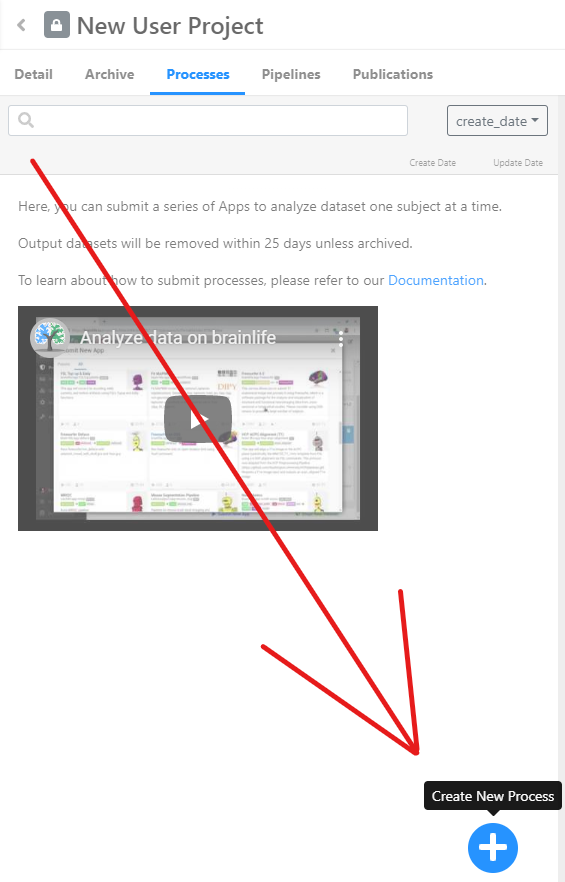 New User Project
Detail Archive Processes Pipelines Publications
create_date
Create Date Update Date
Here, you can submit a series of Apps to analyze dataset one subject at a time.
Output datasets will be removed within 25 days unless archived.
To learn about how to submit processes, please refer to our Documentation.
Analyze data on brainlife
Create New Process